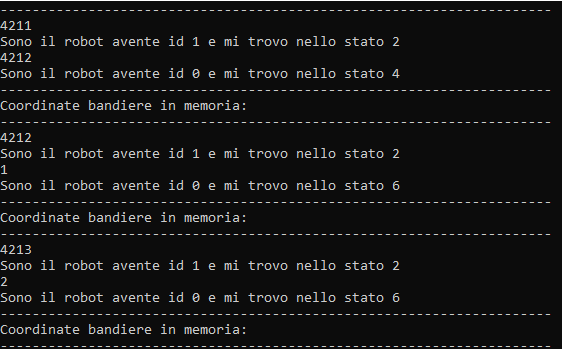 ---------------------------------------------------------------------
4211
Sono il robot avente id 1 e mi trovo nello stato 2
4212
Sono il robot avente id 0 e mi trovo nello stato 4
---------------------------------------------------------------------
Coordinate bandiere in memoria:
---------------------------------------------------------------------
4212
Sono il robot avente id 1 e mi trovo nello stato 2
1
Sono il robot avente id 0 e mi trovo nello stato 6
---------------------------------------------------------------------
Coordinate bandiere in memoria:
---------------------------------------------------------------------
4213
Sono il robot avente id 1 e mi trovo nello stato 2
2
Sono il robot avente id 0 e mi trovo nello stato 6
---------------------------------------------------------------------
Coordinate bandiere in memoria:
---------------------------------------------------------------------